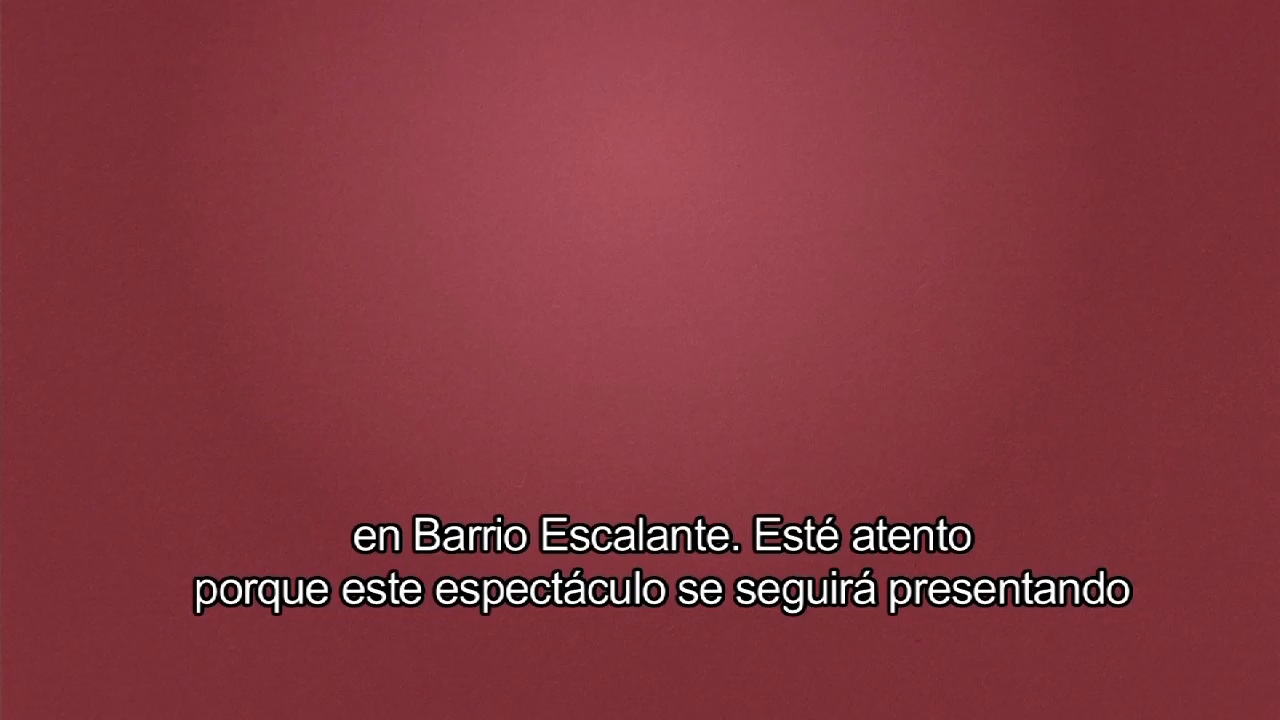 en Barrio Escalante. Esté atento
porque este espectáculo se seguirá presentando